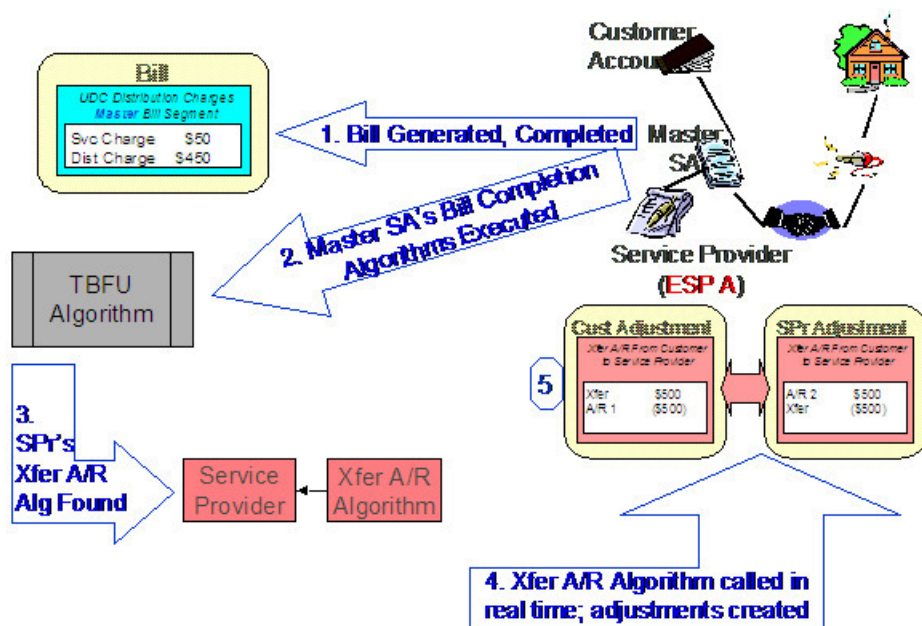 Bill
UDC Distribution Charges
Master Bill Segment
Svc Charge $50
Dist Charge $450
1. Bill Generated, Completed
Customer
Accou
Master
SA
2. Master SA's Bill Completion
Algorithms Executed
Service Provider
(ESP A)
TBFU
Algorithm
3.
SPr's
Xfer A/R
Alg Found
Service
Provider
Xfer A/R
Algorithm
5
Cust Adjustment
Xfer A/R From Customer
to Service Provider
Xfer $500
A/R 1 ($500)
SPr Adjustment
Xfer A/R From Customer
to Service Provider
A/R 2 $500
Xfer ($500)
4. Xfer A/R Algorithm called in
real time; adjustments created